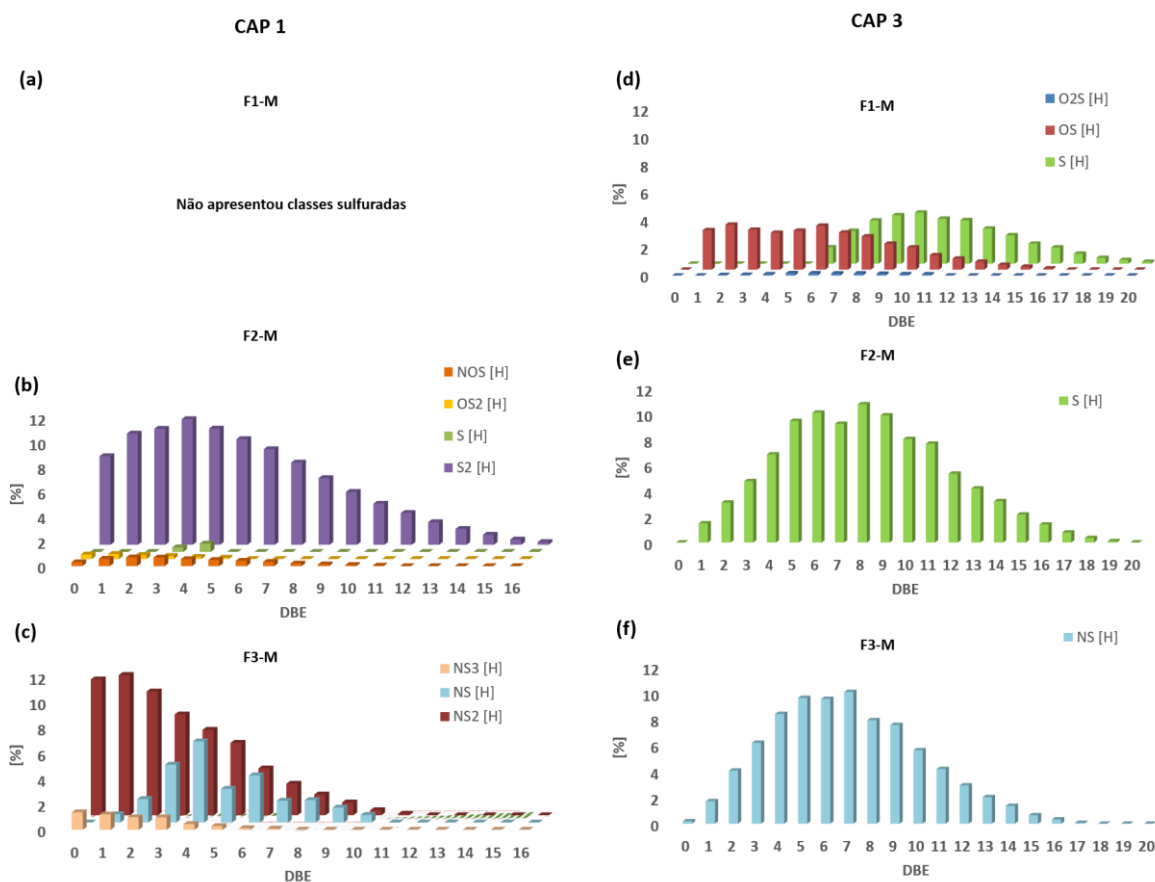 CAP 1
(a)
F1-M
Não apresentou classes sulfuradas
F2-M
(b)
NOS [H]
OS2 [H]
S [H]
S2 [H]
12
10
8
6
4
2
0
[%]
0 1 2 3 4 5 6 7 8 9 10 11 12 13 14 15 16
DBE
(c)
F3-M
NS3 [H]
NS [H]
NS2 [H]
12
10
8
6
4
2
0
[%]
0 1 2 3 4 5 6 7 8 9 10 11 12 13 14 15 16
DBE
CAP 3
(d)
F1-M
O2S [H]
OS [H]
S [H]
12
10
8
6
4
2
0
[%]
0 1 2 3 4 5 6 7 8 9 10 11 12 13 14 15 16 17 18 19 20
DBE
(e)
F2-M
S [H]
12
10
8
6
4
2
0
[%]
0 1 2 3 4 5 6 7 8 9 10 11 12 13 14 15 16 17 18 19 20
DBE
(f)
F3-M
NS [H]
12
10
8
6
4
2
0
[%]
0 1 2 3 4 5 6 7 8 9 10 11 12 13 14 15 16 17 18 19 20
DBE